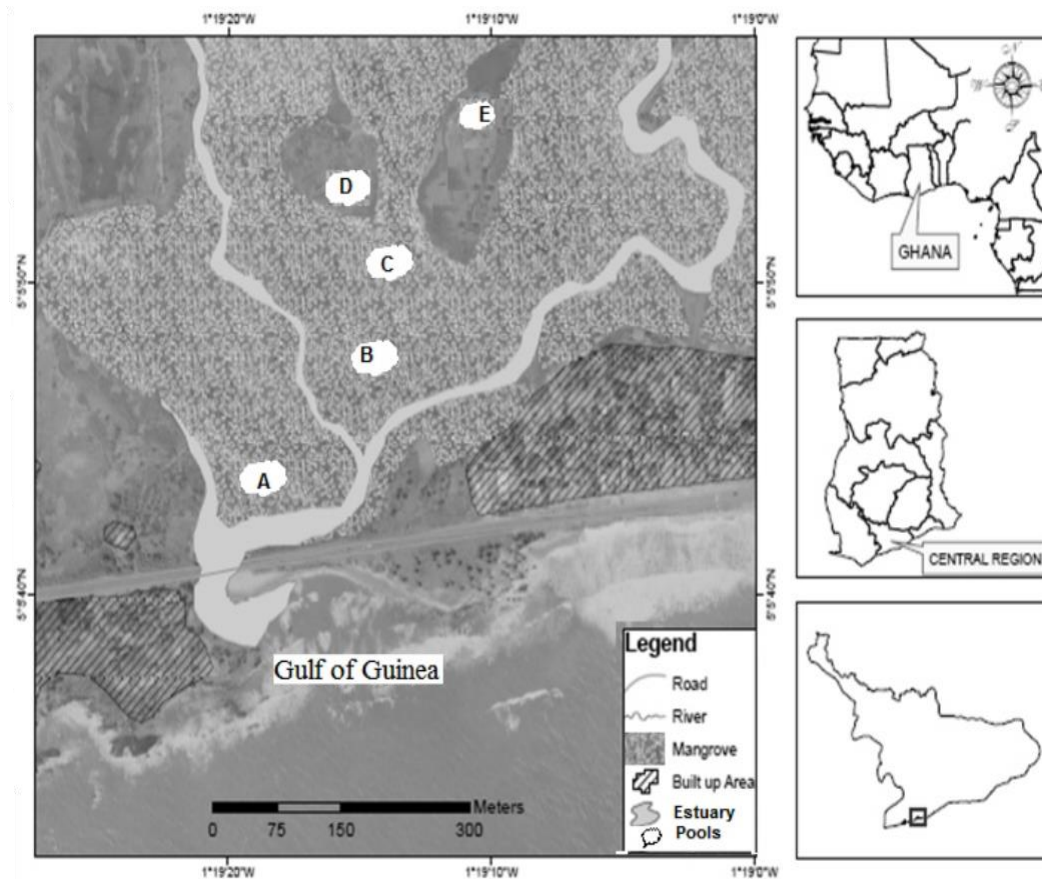 1°19'20"W
1°19'10"W
1°19'0"W
E
D
C
B
A
5°5'50"N
5°5'50"N
5°5'40"N
5°5'40"N
Gulf of Guinea
Legend
Road
River
Mangrove
Built up Area
Estuary
Pools
Meters
0 75 150 300
1°19'20"W
1°19'10"W
1°19'0"W
N
GHANA
CENTRAL REGION